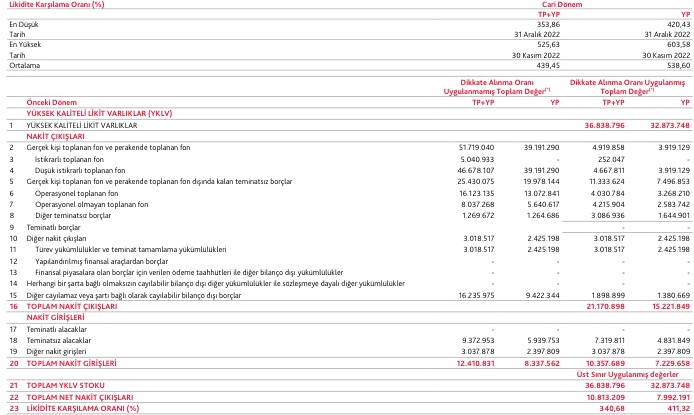 Likidite Karşılama Oranı (%) Cari Dönem
TP+YP YP
En Düşük 353,86 420,43
Tarih 31 Aralık 2022 31 Aralık 2022
En Yüksek 525,63 603,58
Tarih 30 Kasım 2022 30 Kasım 2022
Ortalama 439,45 538,60
Dikkate Alınma Oranı Uygulanmamış Toplam Değer(*) Dikkate Alınma Oranı Uygulanmış Toplam Değer(*)
Önceki Dönem TP+YP YP TP+YP YP
YÜKSEK KALİTELİ LİKİT VARLIKLAR (YKLV)
1 YÜKSEK KALİTELİ LİKİT VARLIKLAR 36.838.796 32.873.748
NAKİT ÇIKIŞLARI
2 Gerçek kişi toplanan fon ve perakende toplanan fon 51.719.040 39.191.290 4.919.858 3.919.129
3 İstikrarlı toplanan fon 5.040.933 - 252.047 -
4 Düşük istikrarlı toplanan fon 46.678.107 39.191.290 4.667.811 3.919.129
5 Gerçek kişi toplanan fon ve perakende toplanan fon dışında kalan teminatsız borçlar 25.430.075 19.978.144 11.333.624 7.496.853
6 Operasyonel toplanan fon 16.123.135 13.072.841 4.030.784 3.268.210
7 Operasyonel olmayan toplanan fon 8.037.268 5.640.617 4.215.904 2.583.742
8 Diğer teminatsız borçlar 1.269.672 1.264.686 3.086.936 1.644.901
9 Teminatlı borçlar - -
10 Diğer nakit çıkışları 3.018.517 2.425.198 3.018.517 2.425.198
11 Türev yükümlülükler ve teminat tamamlama yükümlülükleri 3.018.517 2.425.198 3.018.517 2.425.198
12 Yapılandırılmış finansal araçlardan borçlar - - - -
13 Finansal piyasalara olan borçlar için verilen ödeme taahhütleri ile diğer bilanço dışı yükümlülükler - - - -
14 Herhangi bir şarta bağlı olmaksızın cayılabilir bilanço dışı diğer yükümlülükler ile sözleşmeye dayalı diğer yükümlülükler - - - -
15 Diğer cayılamaz veya şartlı bağlı olarak cayılabilir bilanço dışı borçlar 16.235.975 9.422.344 1.898.899 1.380.669
16 TOPLAM NAKİT ÇIKIŞLARI 21.170.898 15.221.849
NAKİT GİRİŞLERİ
17 Teminatlı alacaklar - - - -
18 Teminatsız alacaklar 9.372.953 5.939.753 7.319.811 4.831.849
19 Diğer nakit girişleri 3.037.878 2.397.809 3.037.878 2.397.809
20 TOPLAM NAKİT GİRİŞLERİ 12.410.831 8.337.562 10.357.689 7.229.658
Üst Sınır Uygulanmış değerler
21 TOPLAM YKLV STOKU 36.838.796 32.873.748
22 TOPLAM NET NAKİT ÇIKIŞLARI 10.813.209 7.992.191
23 LİKİDİTE KARŞILAMA ORANI (%) 340,68 411,32